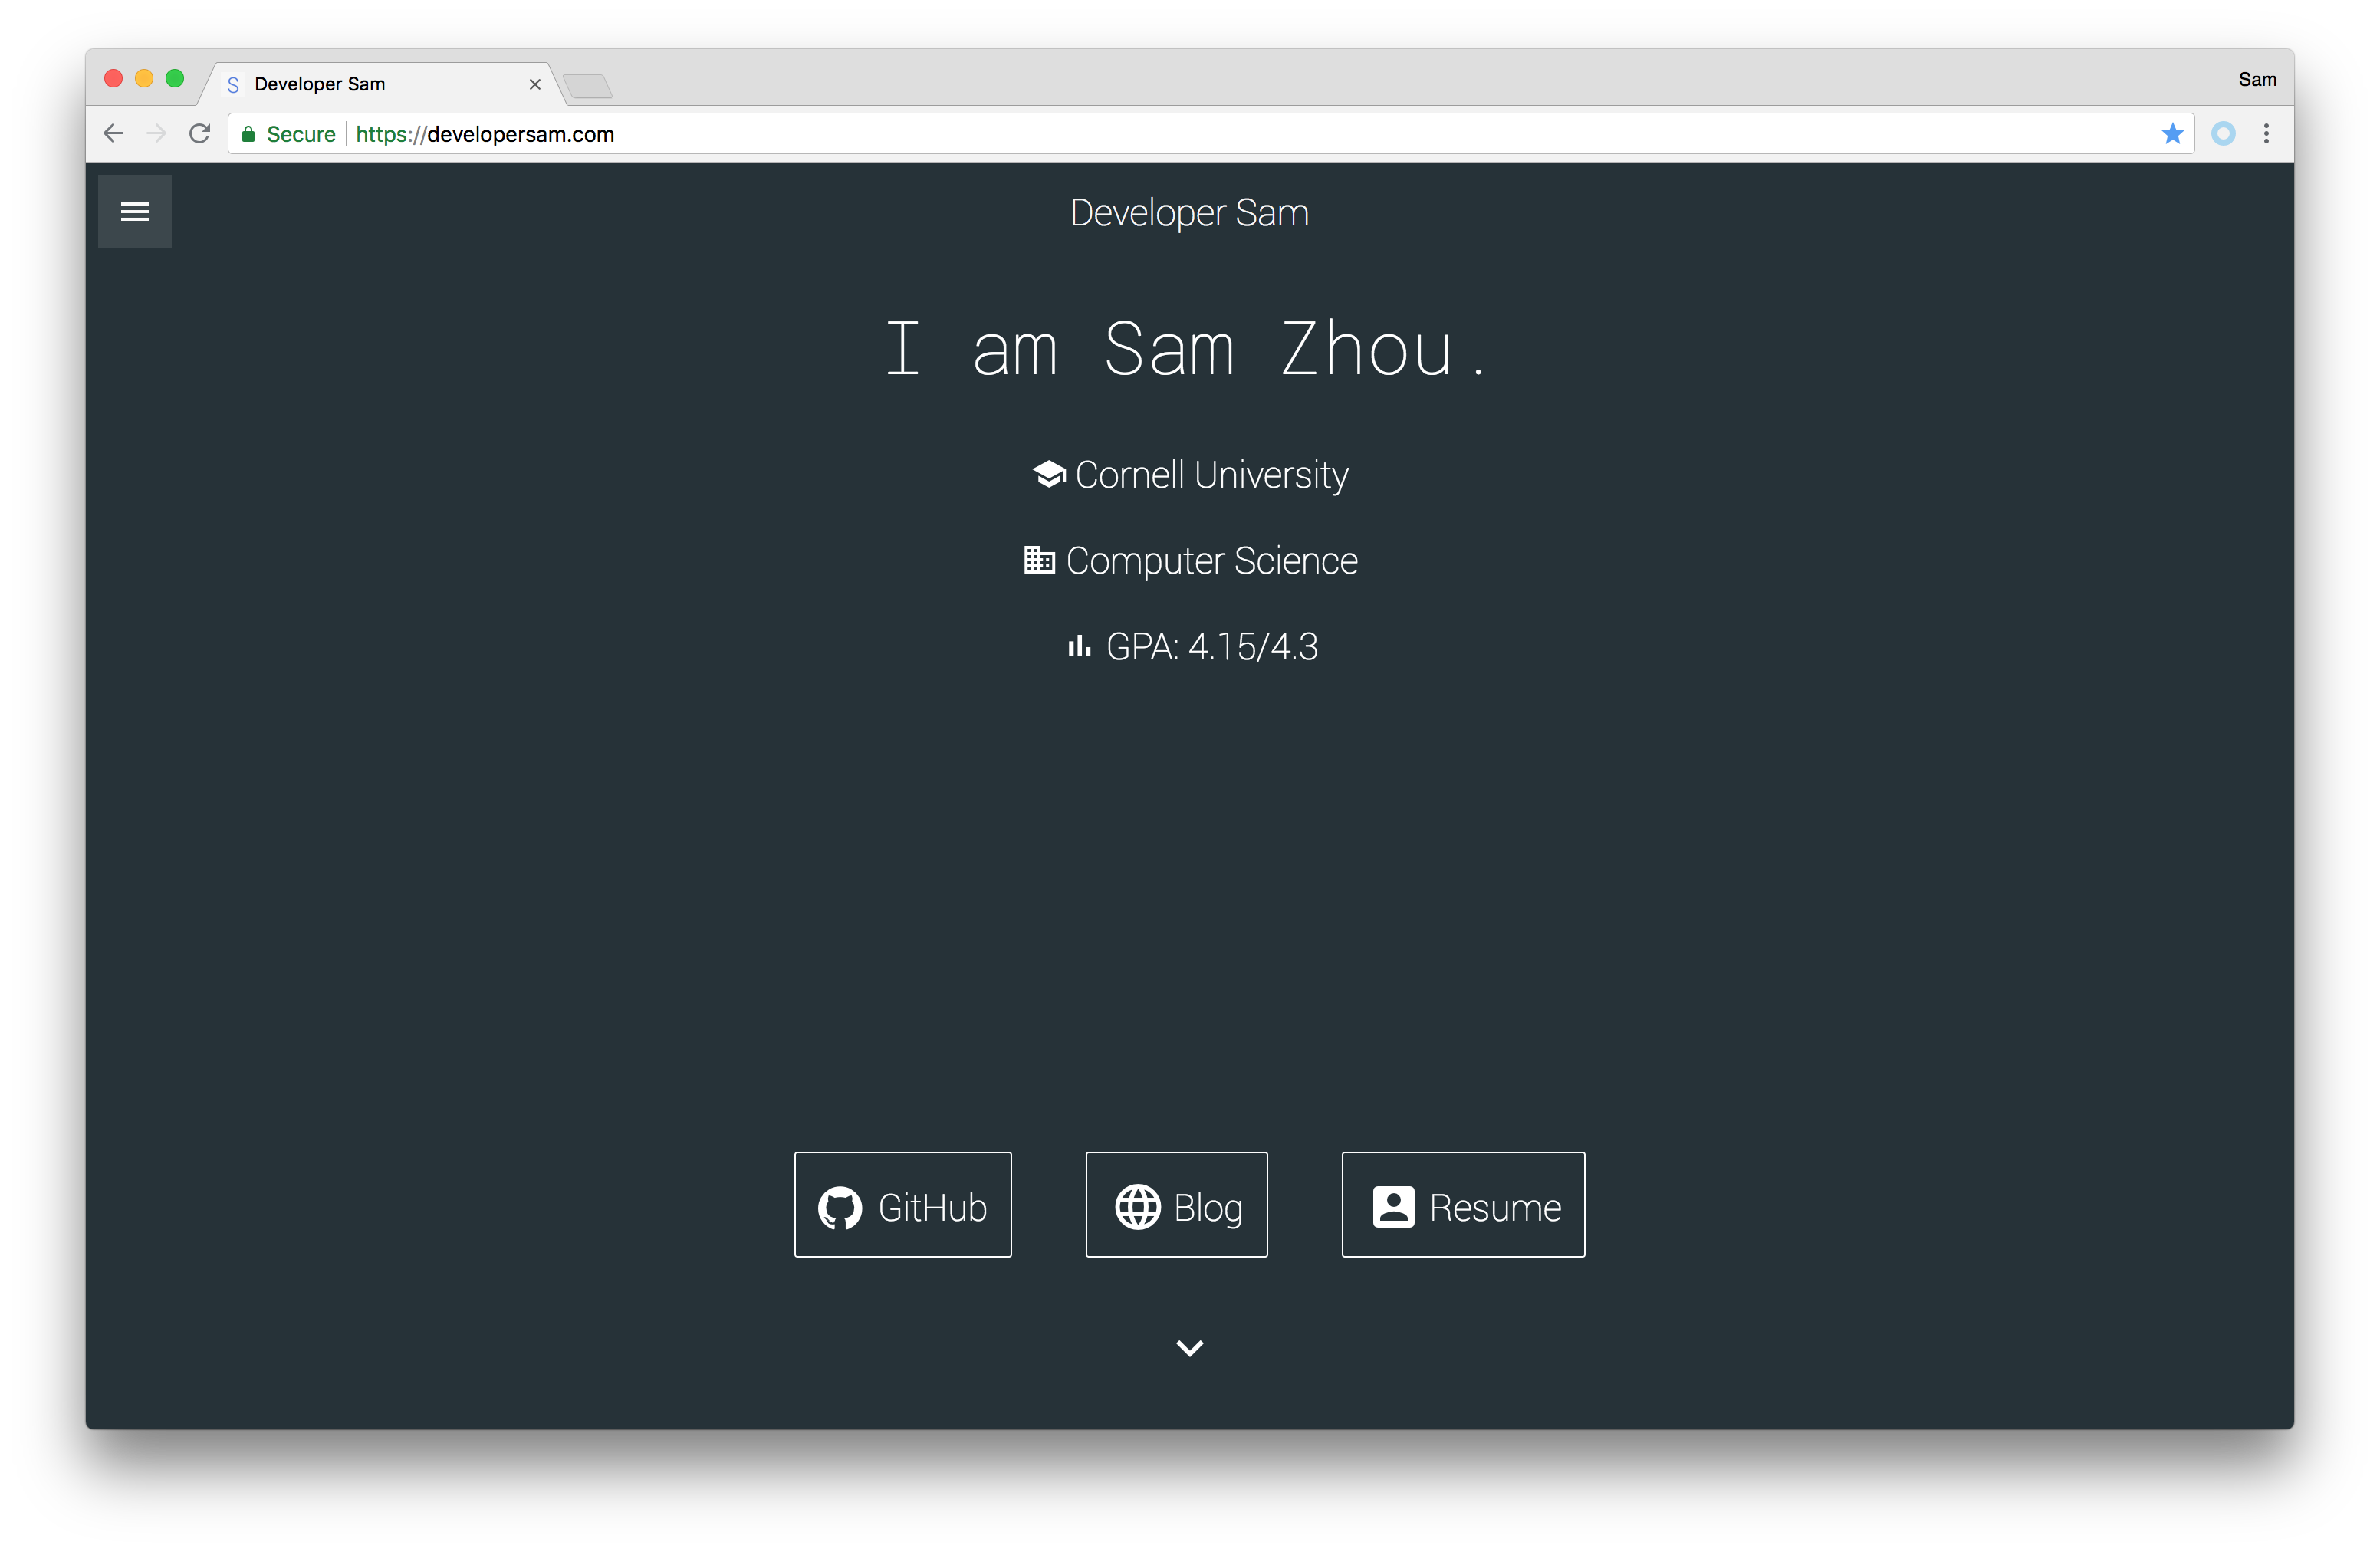 S Developer Sam
Sam
Secure https://developersam.com
Developer Sam
I am Sam Zhou.
Cornell University
Computer Science
GPA: 4.15/4.3
GitHub
Blog
Resume